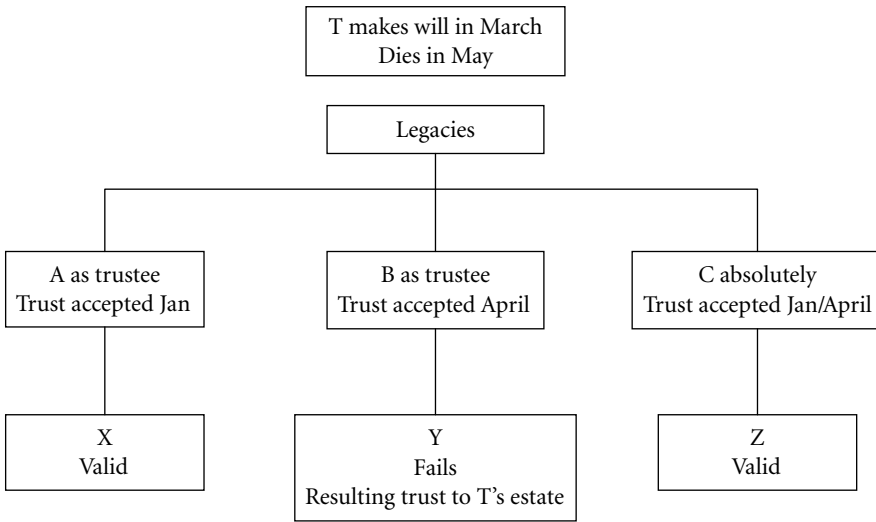 T makes will in March
Dies in May
Legacies
A as trustee
Trust accepted Jan
B as trustee
Trust accepted April
C absolutely
Trust accepted Jan/April
X
Valid
Y
Fails
Resulting trust to T’s estate
Z
Valid